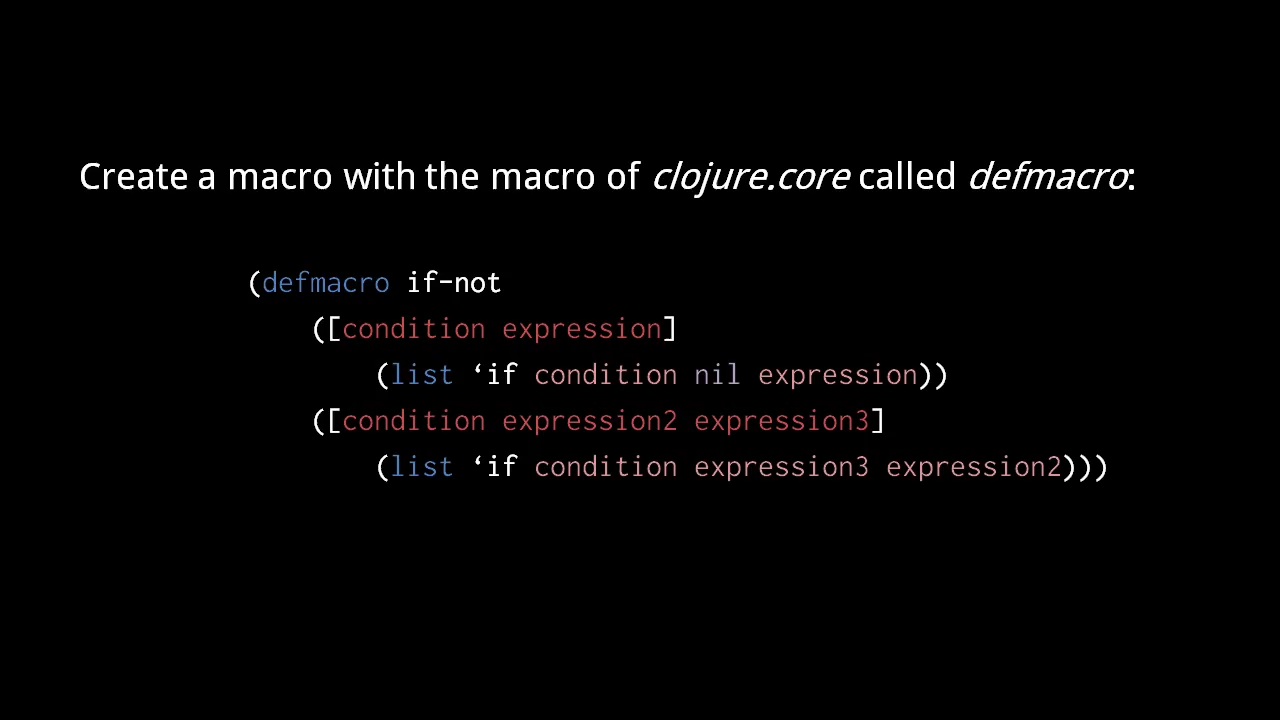 Create a macro with the macro of clojure.core called defmacro:
(defmacro if-not
([condition expression]
(list ‘if condition nil expression))
([condition expression2 expression3]
(list ‘if condition expression3 expression2)))